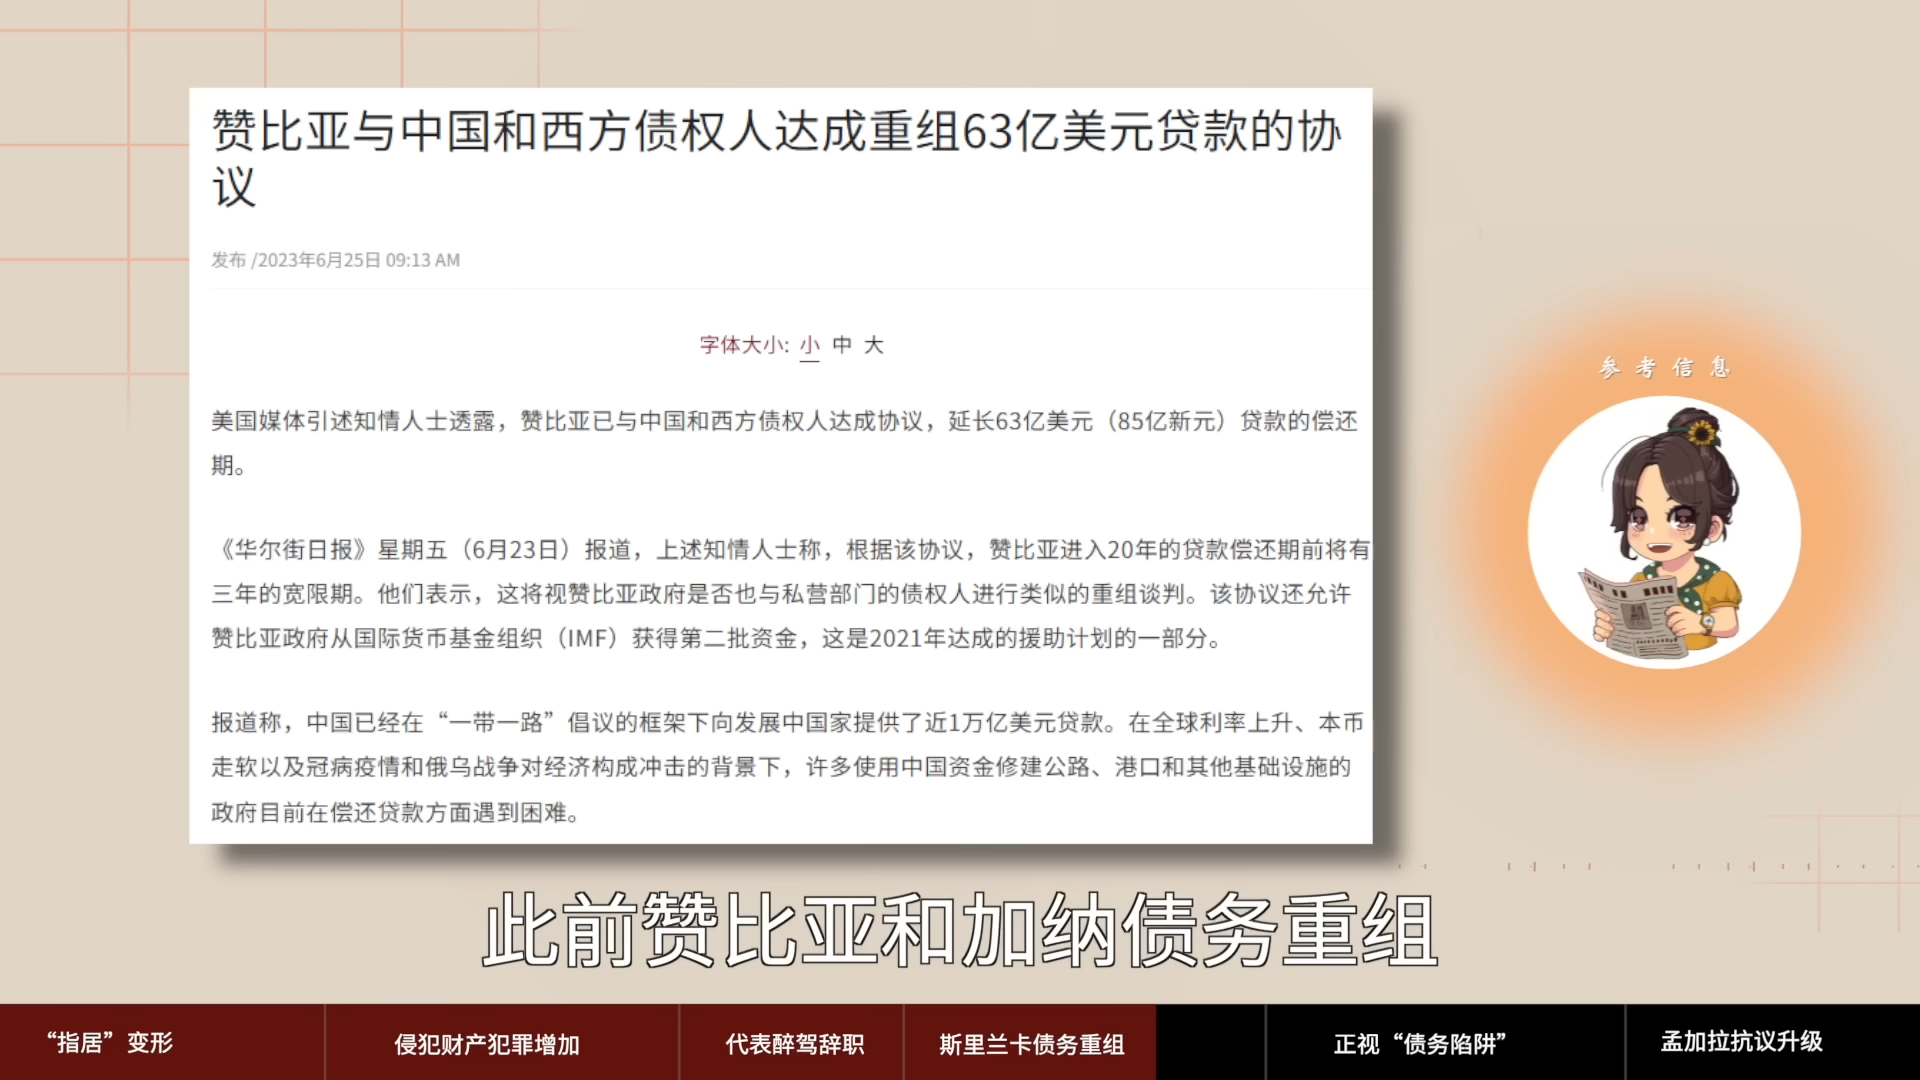 赞比亚与中国和西方债权人达成重组63亿美元贷款的协
议
发布 /2023年6月25日 09:13 AM
字体大小: 小 中 大
美国媒体引述知情人士透露，赞比亚已与中国和西方债权人达成协议，延长63亿美元（85亿新元）贷款的偿还
期。
《华尔街日报》星期五（6月23日）报道，上述知情人士称，根据该协议，赞比亚进入20年的贷款偿还期前将有
三年的宽限期。他们表示，这将视赞比亚政府是否也与私营部门的债权人进行类似的重组谈判。该协议还允许
赞比亚政府从国际货币基金组织（IMF）获得第二批资金，这是2021年达成的援助计划的一部分。
报道称，中国已经在“一带一路”倡议的框架下向发展中国家提供了近1万亿美元贷款。在全球利率上升、本币
走软以及冠病疫情和俄乌战争对经济构成冲击的背景下，许多使用中国资金修建公路、港口和其他基础设施的
政府目前在偿还贷款方面遇到困难。
参考信息
此前赞比亚和加纳债务重组
“指居”变形
侵犯财产犯罪增加
代表醉驾辞职
斯里兰卡债务重组
正视“债务陷阱”
孟加拉抗议升级